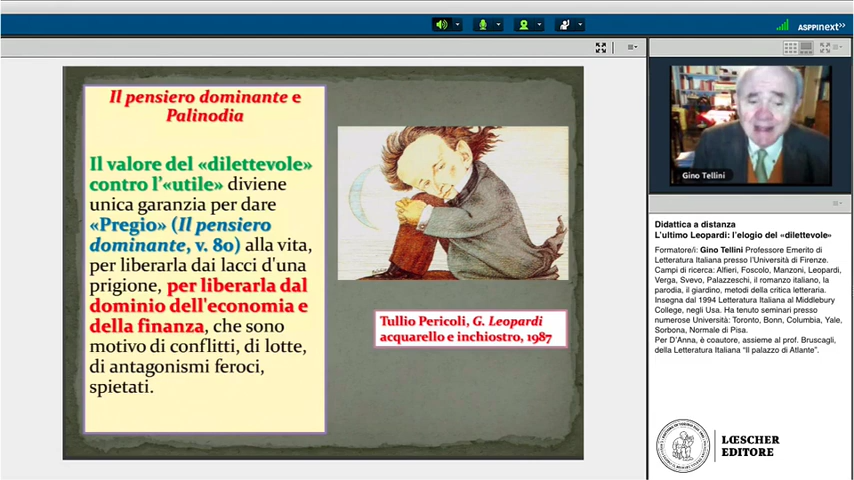 ASPPInext>>
Il pensiero dominante e
Palinodia
Il valore del «dilettevole»
contro l'«utile» diviene
unica garanzia per dare
«Pregio» (Il pensiero
dominante, v. 80) alla vita,
per liberarla dai lacci d'una
prigione, per liberarla dal
dominio dell'economia e
della finanza, che sono
motivo di conflitti, di lotte,
di antagonismi feroci,
spietati.
Tullio Pericoli, G. Leopardi
acquarello e inchiostro, 1987
Gino Tellini
Didattica a distanza
L'ultimo Leopardi: l'elogio del «dilettevole»
Formatore/i: Gino Tellini Professore Emerito di
Letteratura Italiana presso l'Università di Firenze.
Campi di ricerca: Alfieri, Foscolo, Manzoni, Leopardi,
Verga, Svevo, Palazzeschi, il romanzo italiano, la
parodia, il giardino, metodi della critica letteraria.
Insegna dal 1994 Letteratura Italiana al Middlebury
College, negli Usa. Ha tenuto seminari presso
numerose Università: Toronto, Bonn, Columbia, Yale,
Sorbona, Normale di Pisa.
Per D'Anna, è coautore, assieme al prof. Bruscagli,
della Letteratura Italiana "Il palazzo di Atlante".
LŒSCHER
EDITORE